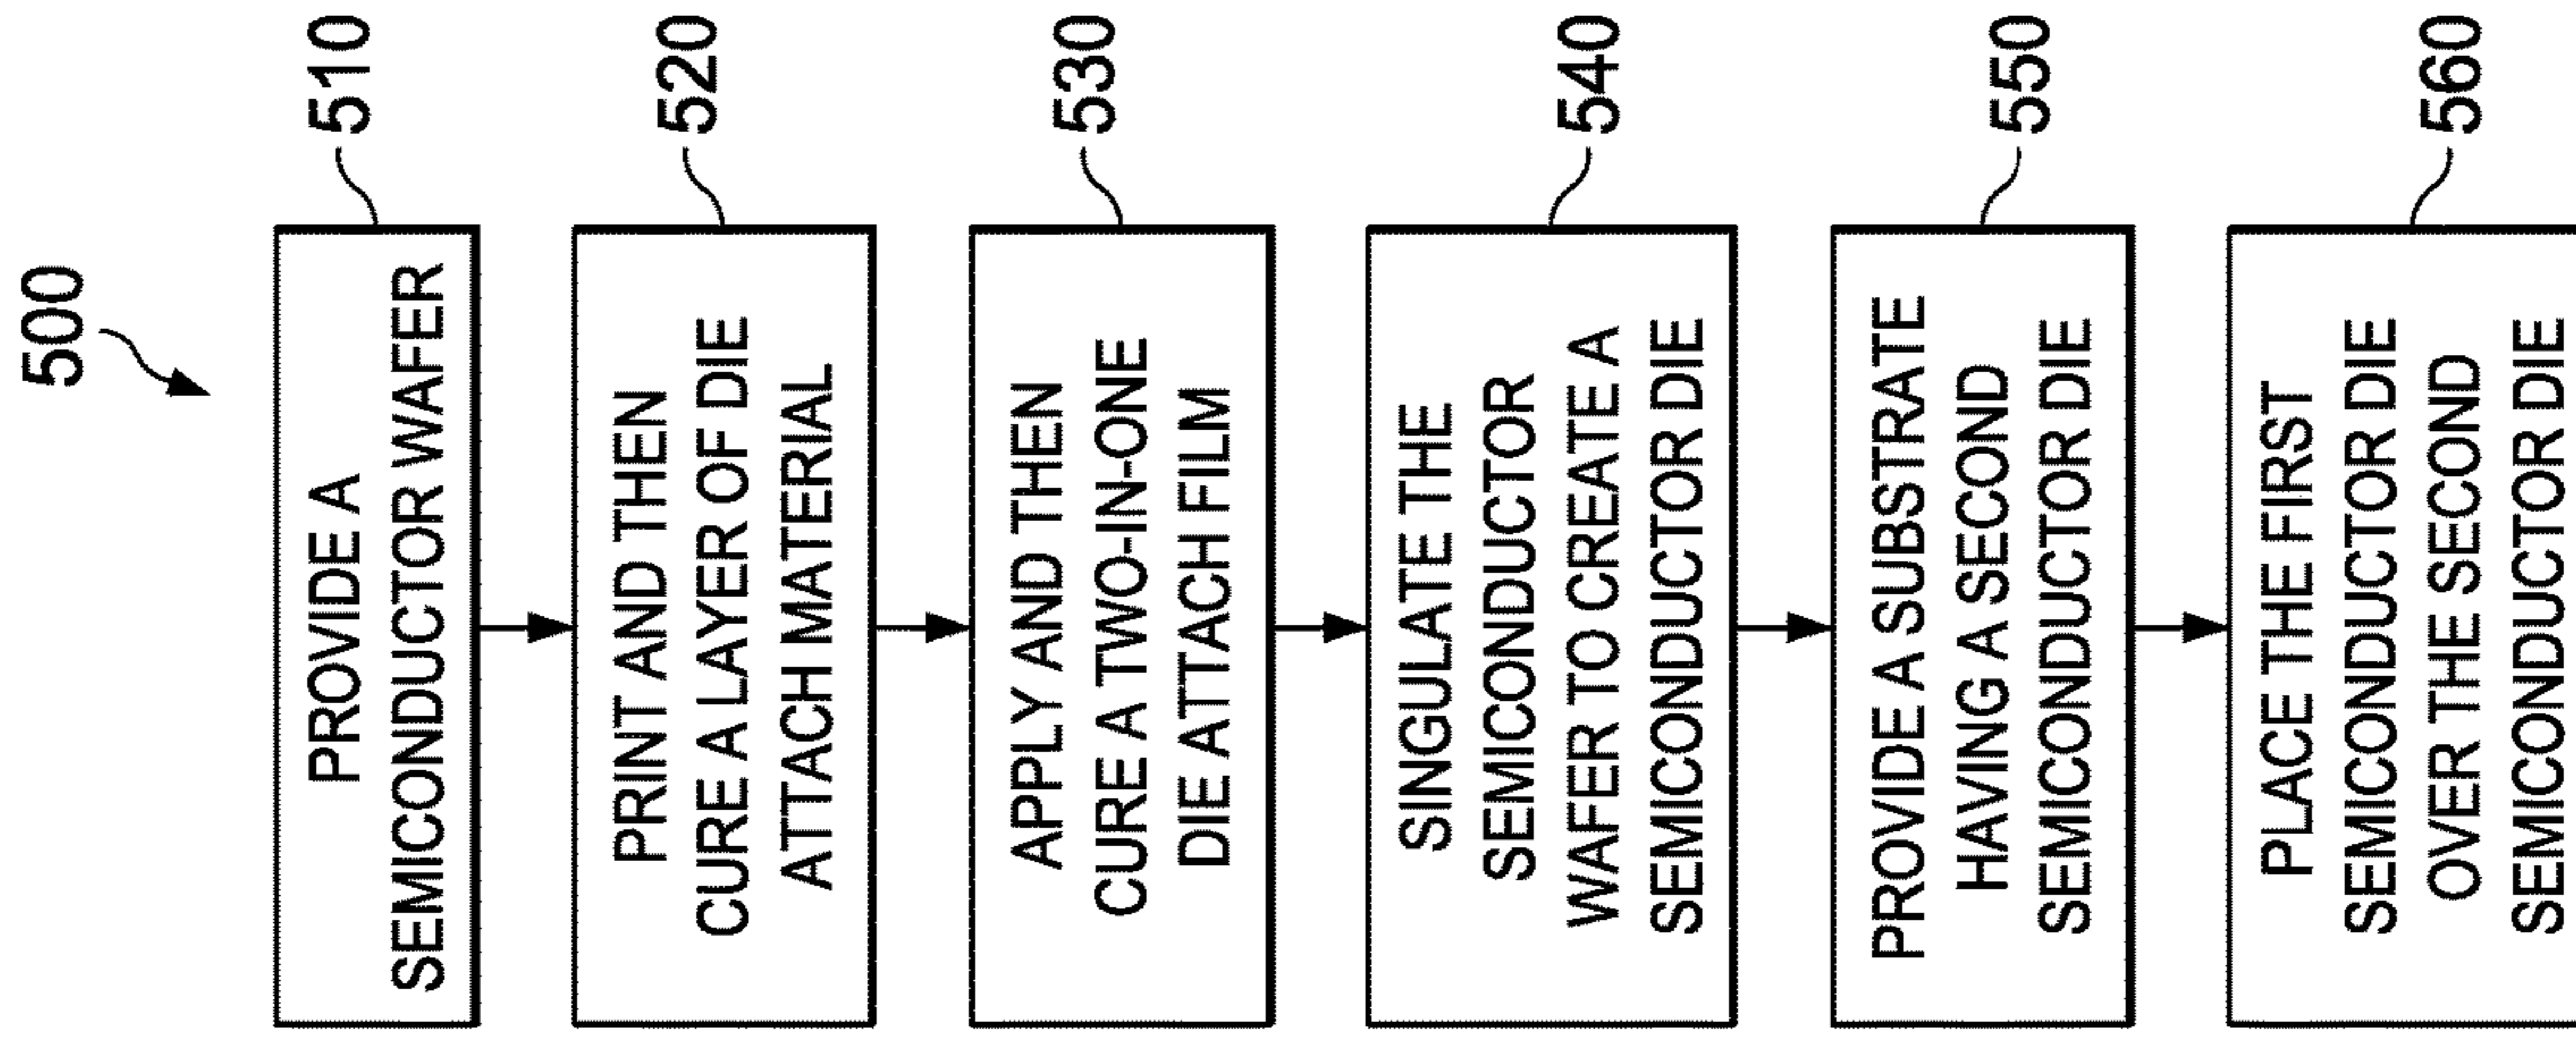 500
PROVIDE A
SEMICONDUCTOR WAFER
510
PRINT AND THEN
CURE A LAYER OF DIE
ATTACH MATERIAL
520
APPLY AND THEN
CURE A TWO-IN-ONE
DIE ATTACH FILM
530
SINGULATE THE
SEMICONDUCTOR
WAFER TO CREATE A
SEMICONDUCTOR DIE
540
PROVIDE A SUBSTRATE
HAVING A SECOND
SEMICONDUCTOR DIE
550
PLACE THE FIRST
SEMICONDUCTOR DIE
OVER THE SECOND
SEMICONDUCTOR DIE
560